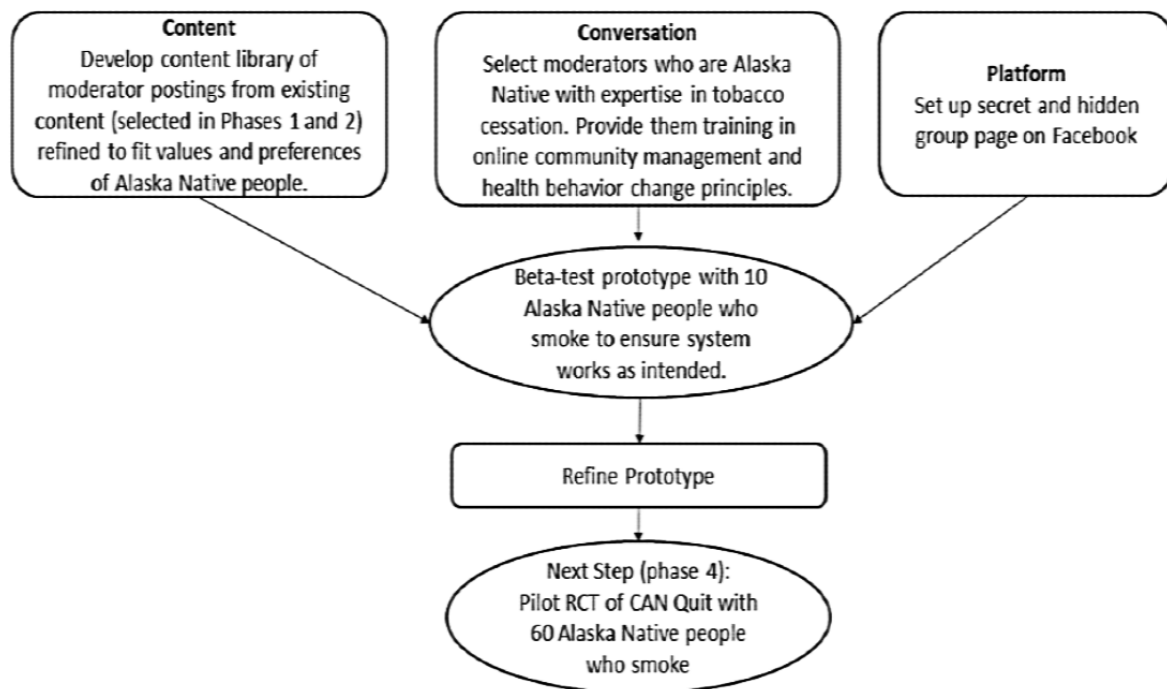 Content
Develop content library of
moderator postings from existing
content (selected in Phases 1 and 2)
refined to fit values and preferences
of Alaska Native people.
Conversation
Select moderators who are Alaska
Native with expertise in tobacco
cessation. Provide them training in
online community management and
health behavior change principles.
Platform
Set up secret and hidden
group page on Facebook
Beta-test prototype with 10
Alaska Native people who
smoke to ensure system
works as intended.
Refine Prototype
Next Step (phase 4):
Pilot RCT of CAN Quit with
60 Alaska Native people
who smoke